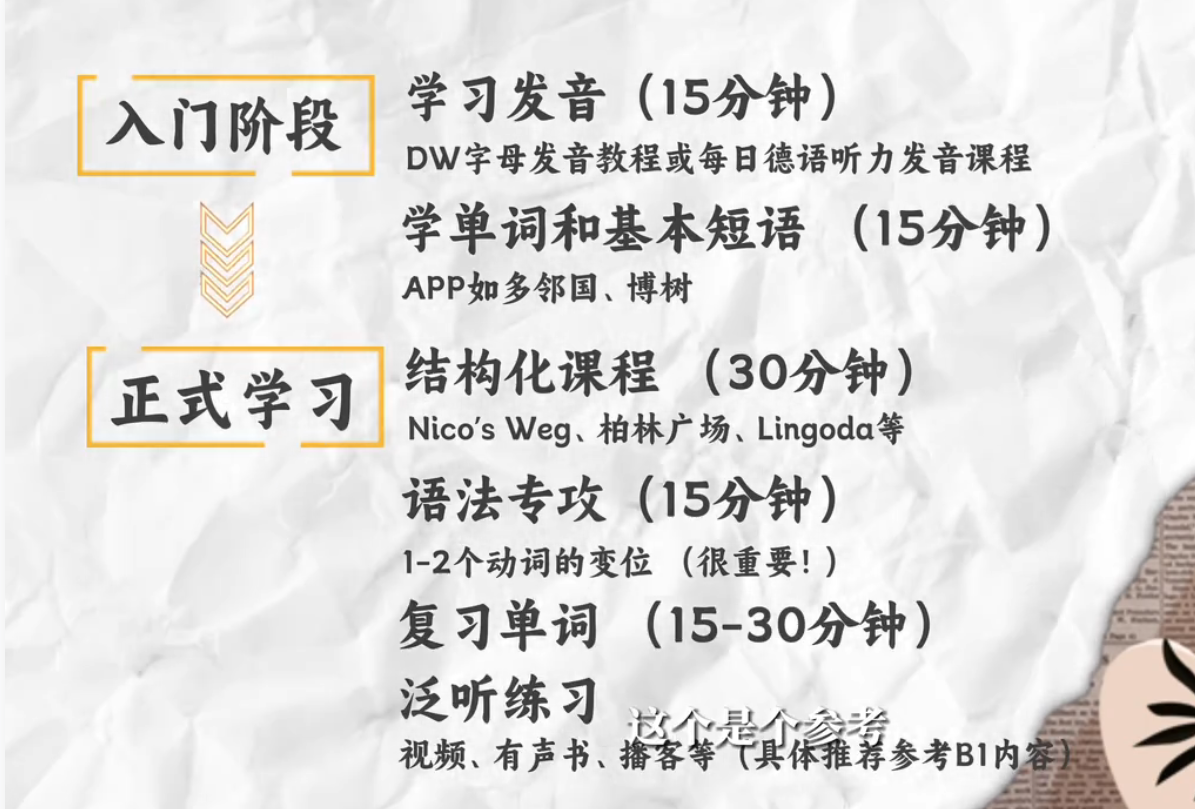 入门阶段
学习发音（15分钟）
DW字母发音教程或每日德语听力发音课程
学单词和基本短语 （15分钟）
APP如多邻国、博树
正式学习
结构化课程 （30分钟）
Nico's Weg、柏林广场、Lingoda等
语法专攻（15分钟）
1-2个动词的变位 （很重要！）
复习单词 （15-30分钟）
泛听练习
这个是个参考
视频、有声书、播客等（具体推荐参考B1内容）